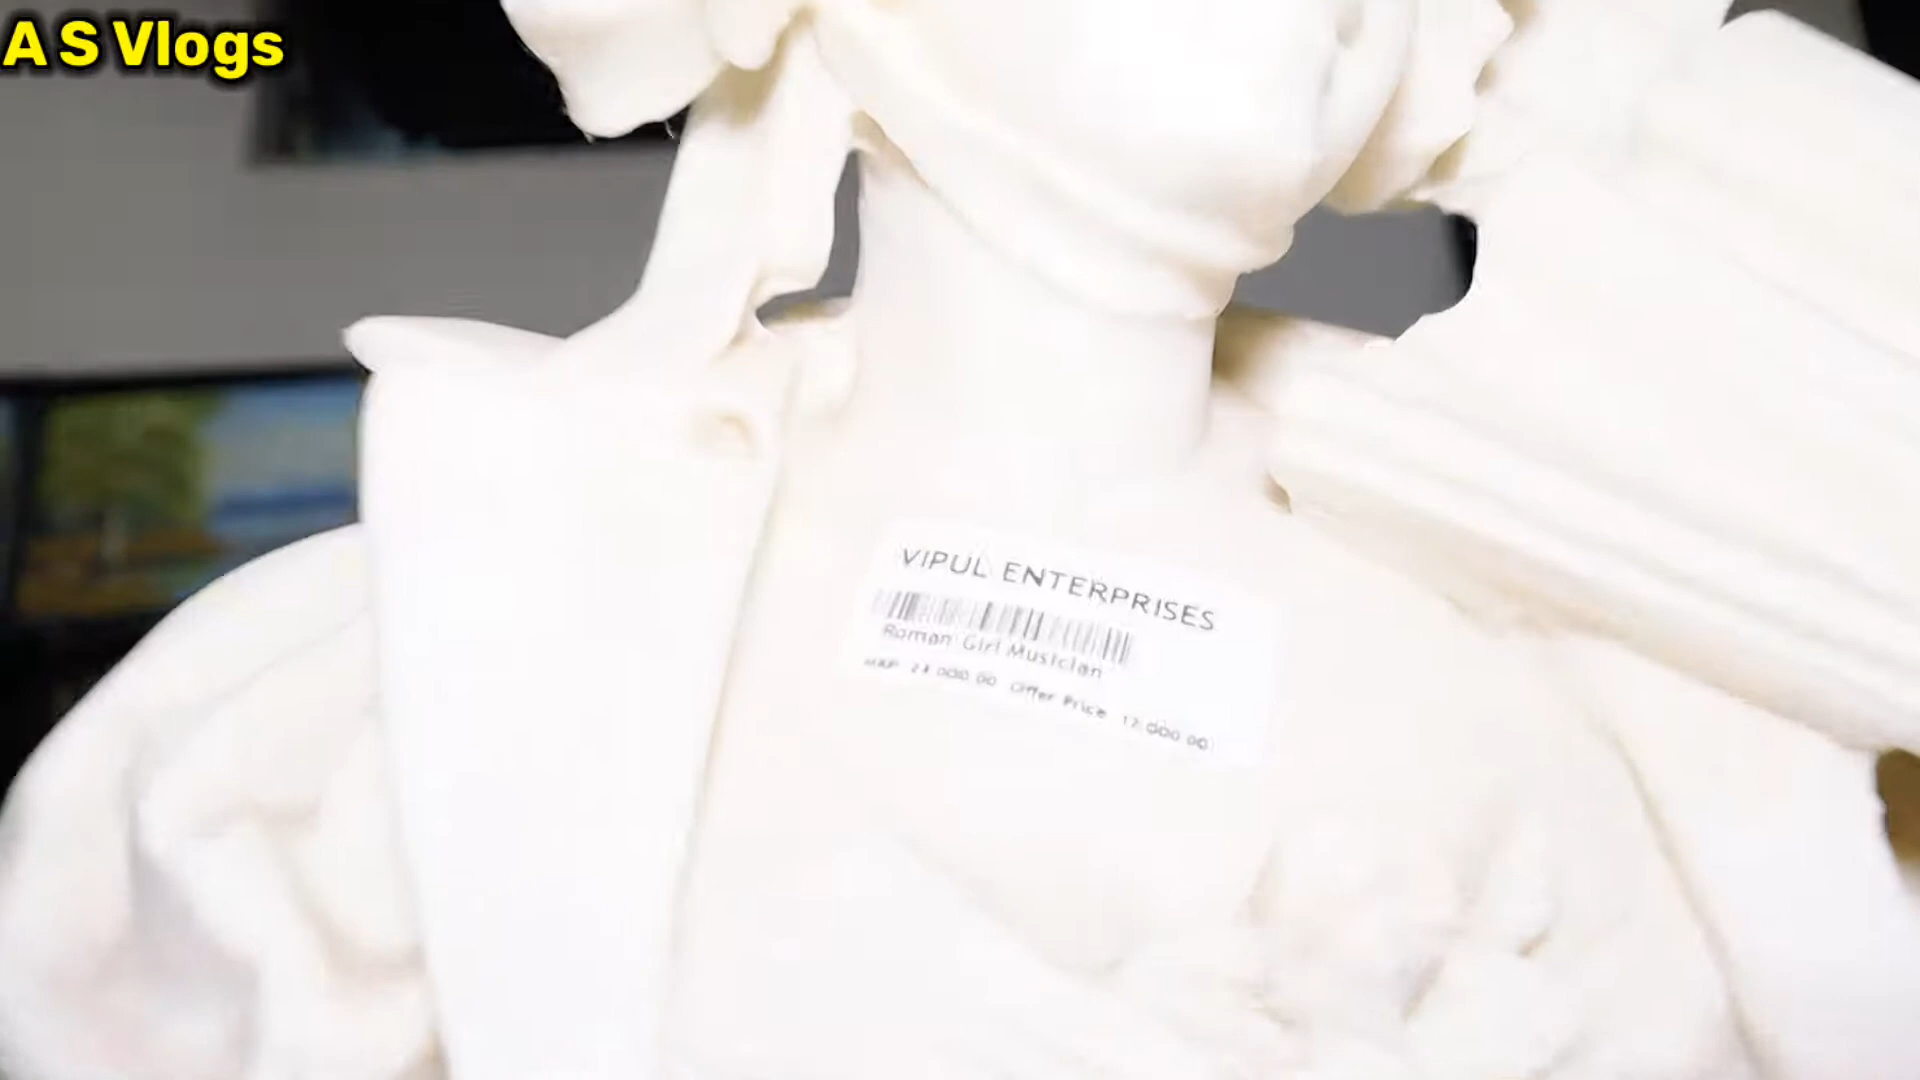 A S Vlogs
VIPUL ENTERPRISES
Roman Girl Musician
MRP 24,000.00 Offer Price 12,000.00